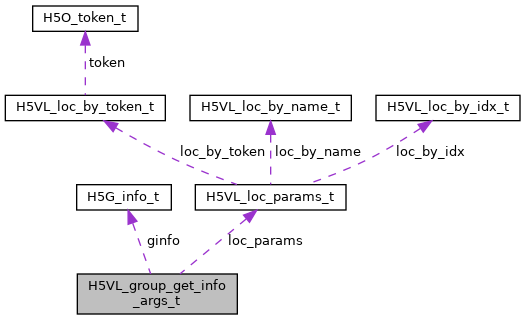 H5O_token_t
token
H5VL_loc_by_token_t
H5VL_loc_by_name_t
H5VL_loc_by_idx_t
loc_by_token
loc_by_name
loc_by_idx
H5G_info_t
H5VL_loc_params_t
ginfo
loc_params
H5VL_group_get_info
_args_t